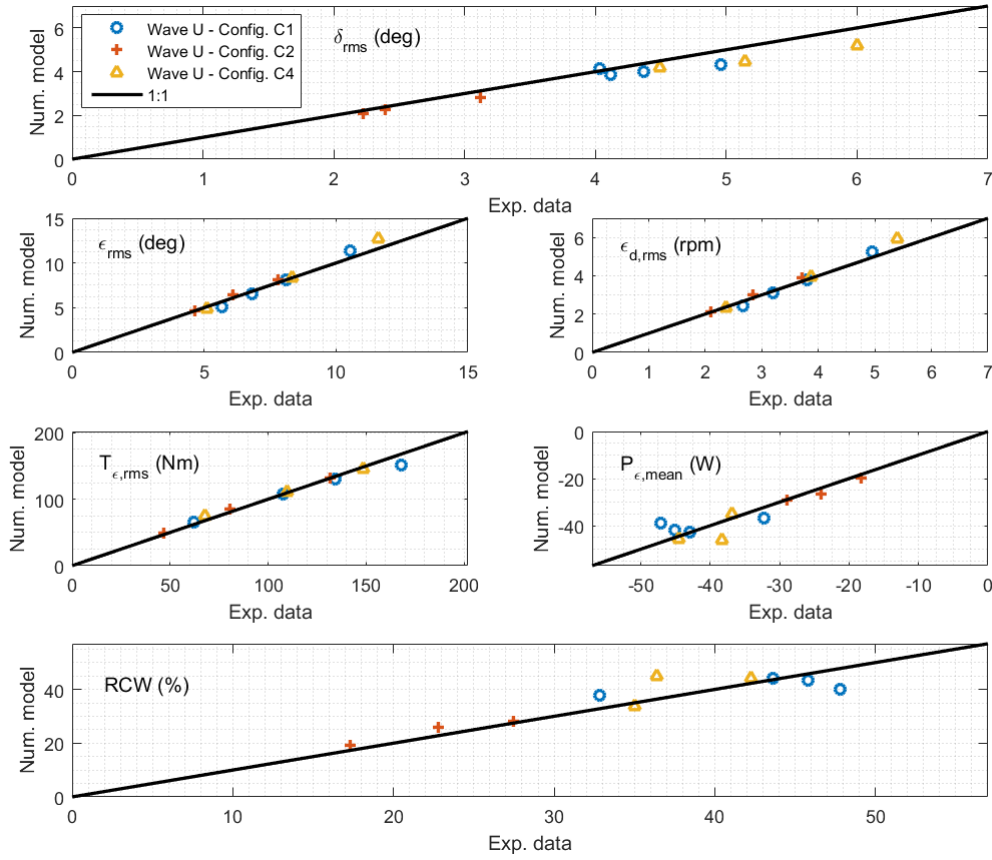 Wave U - Config. C1
Wave U - Config. C2
Wave U - Config. C4
1:1
δrms (deg)
Num. model
6
4
2
0
0 1 2 3 4 5 6 7
Exp. data
ϵrms (deg)
Num. model
15
10
5
0
0 5 10 15
Exp. data
ϵd,rms (rpm)
Num. model
6
4
2
0
0 1 2 3 4 5 6 7
Exp. data
Tϵ,rms (Nm)
Num. model
200
100
0
0 50 100 150 200
Exp. data
Pϵ,mean (W)
Num. model
0
-20
-40
-50 -40 -30 -20 -10 0
Exp. data
RCW (%)
Num. model
40
20
0
0 10 20 30 40 50
Exp. data